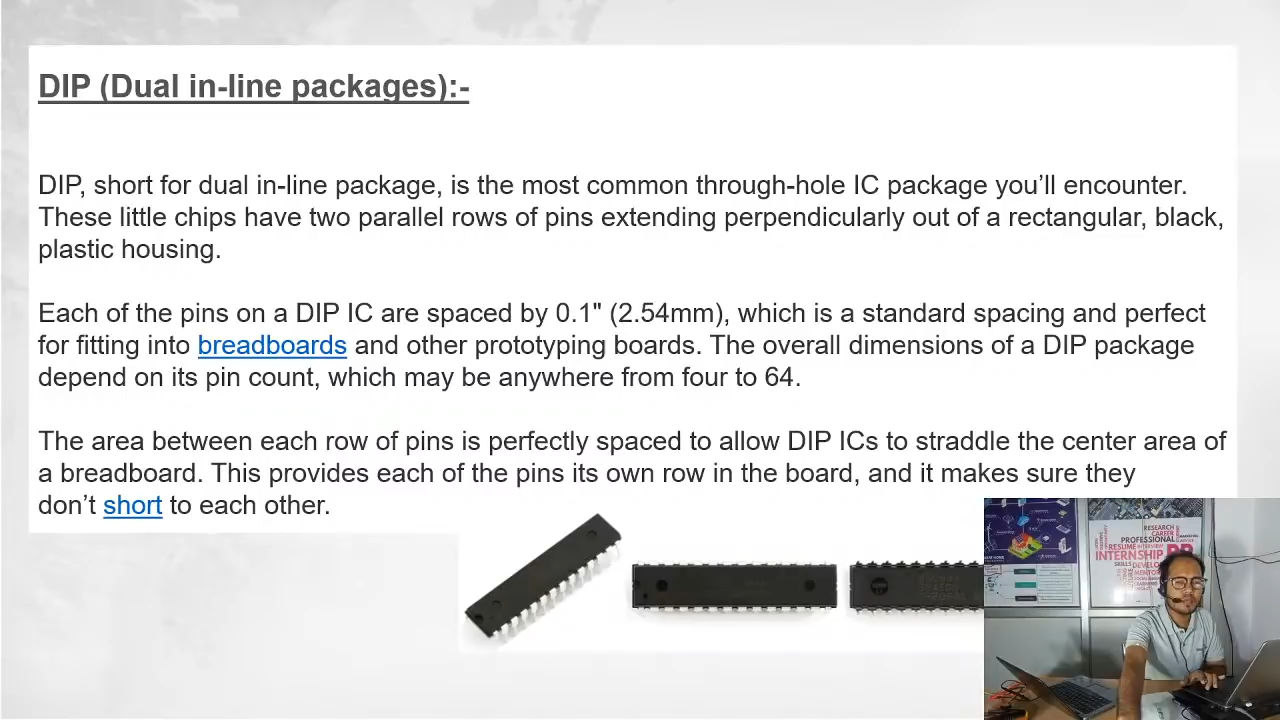 DIP (Dual in-line packages):-
DIP, short for dual in-line package, is the most common through-hole IC package you’ll encounter.
These little chips have two parallel rows of pins extending perpendicularly out of a rectangular, black,
plastic housing.
Each of the pins on a DIP IC are spaced by 0.1" (2.54mm), which is a standard spacing and perfect
for fitting into breadboards and other prototyping boards. The overall dimensions of a DIP package
depend on its pin count, which may be anywhere from four to 64.
The area between each row of pins is perfectly spaced to allow DIP ICs to straddle the center area of
a breadboard. This provides each of the pins its own row in the board, and it makes sure they
don’t short to each other.
RESEARCH
CAREER
PROFESSIONAL
RESUME INTERVIEW
INTERNSHIP
SKILLS